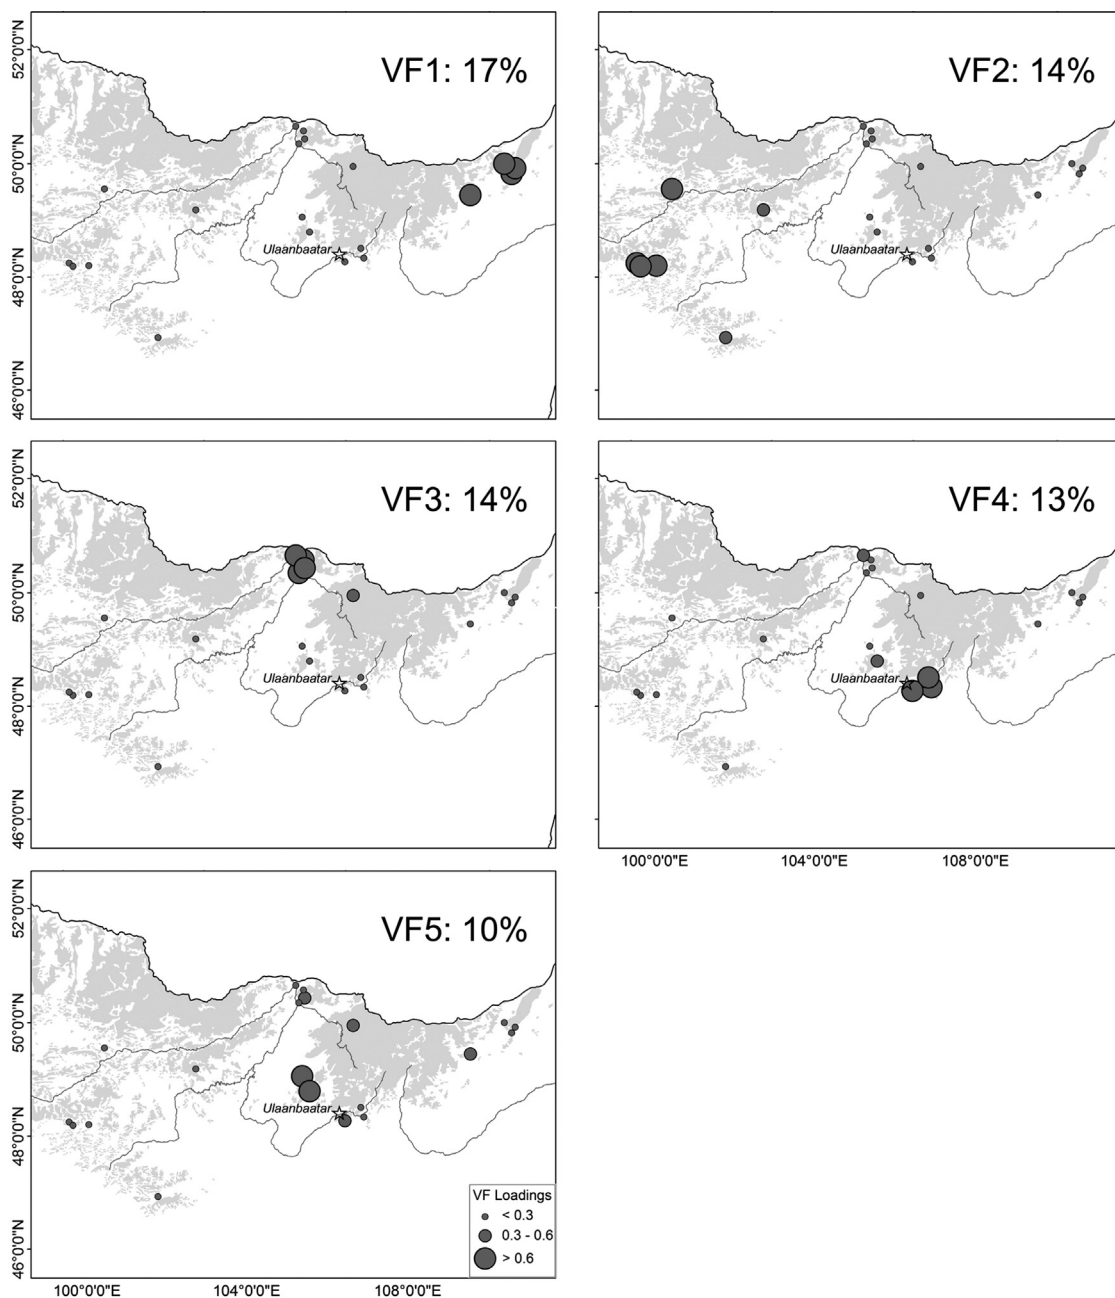 VF1: 17%
52°0'0"N
50°0'0"N
48°0'0"N
46°0'0"N
Ulaanbaatar
VF2: 14%
Ulaanbaatar
VF3: 14%
52°0'0"N
50°0'0"N
48°0'0"N
46°0'0"N
Ulaanbaatar
VF4: 13%
Ulaanbaatar
100°0'0"E
104°0'0"E
108°0'0"E
VF5: 10%
52°0'0"N
50°0'0"N
48°0'0"N
46°0'0"N
Ulaanbaatar
VF Loadings
< 0.3
0.3 - 0.6
> 0.6
100°0'0"E
104°0'0"E
108°0'0"E